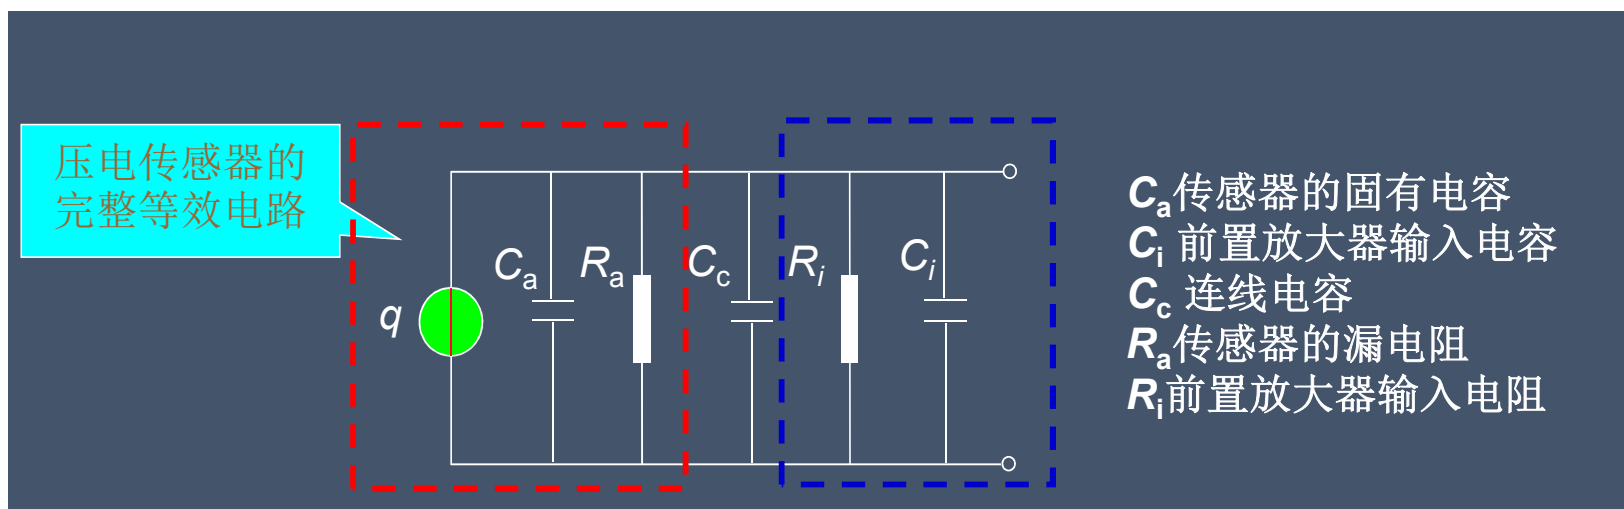 压电传感器的
完整等效电路
q
Ca
Ra
Cc
Ri
Ci
Ca传感器的固有电容
Ci 前置放大器输入电容
Cc 连线电容
Ra传感器的漏电阻
Ri前置放大器输入电阻